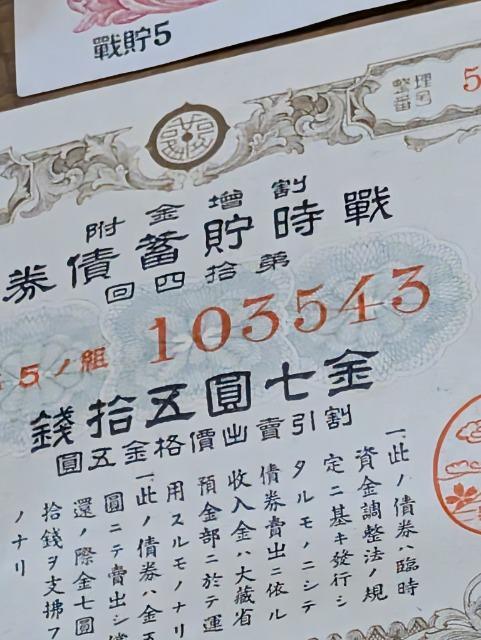 戰貯5
整理
番号
5
割增金附
戰時貯蓄債券
第拾四回
5ノ組 103543
金七圓五拾錢
割引賣出價格金五圓
一、此ノ債券ハ臨時
資金調整法ノ規
定ニ基キ發行シ
タルモノニシテ
債券賣出ニ依ル
收入金ハ大藏省
預金部ニ於テ運
用スルモノナリ
一、此ノ債券ハ金五
圓ニテ賣出シ
還ノ際金七圓
拾錢ヲ支拂フ
ノナリ